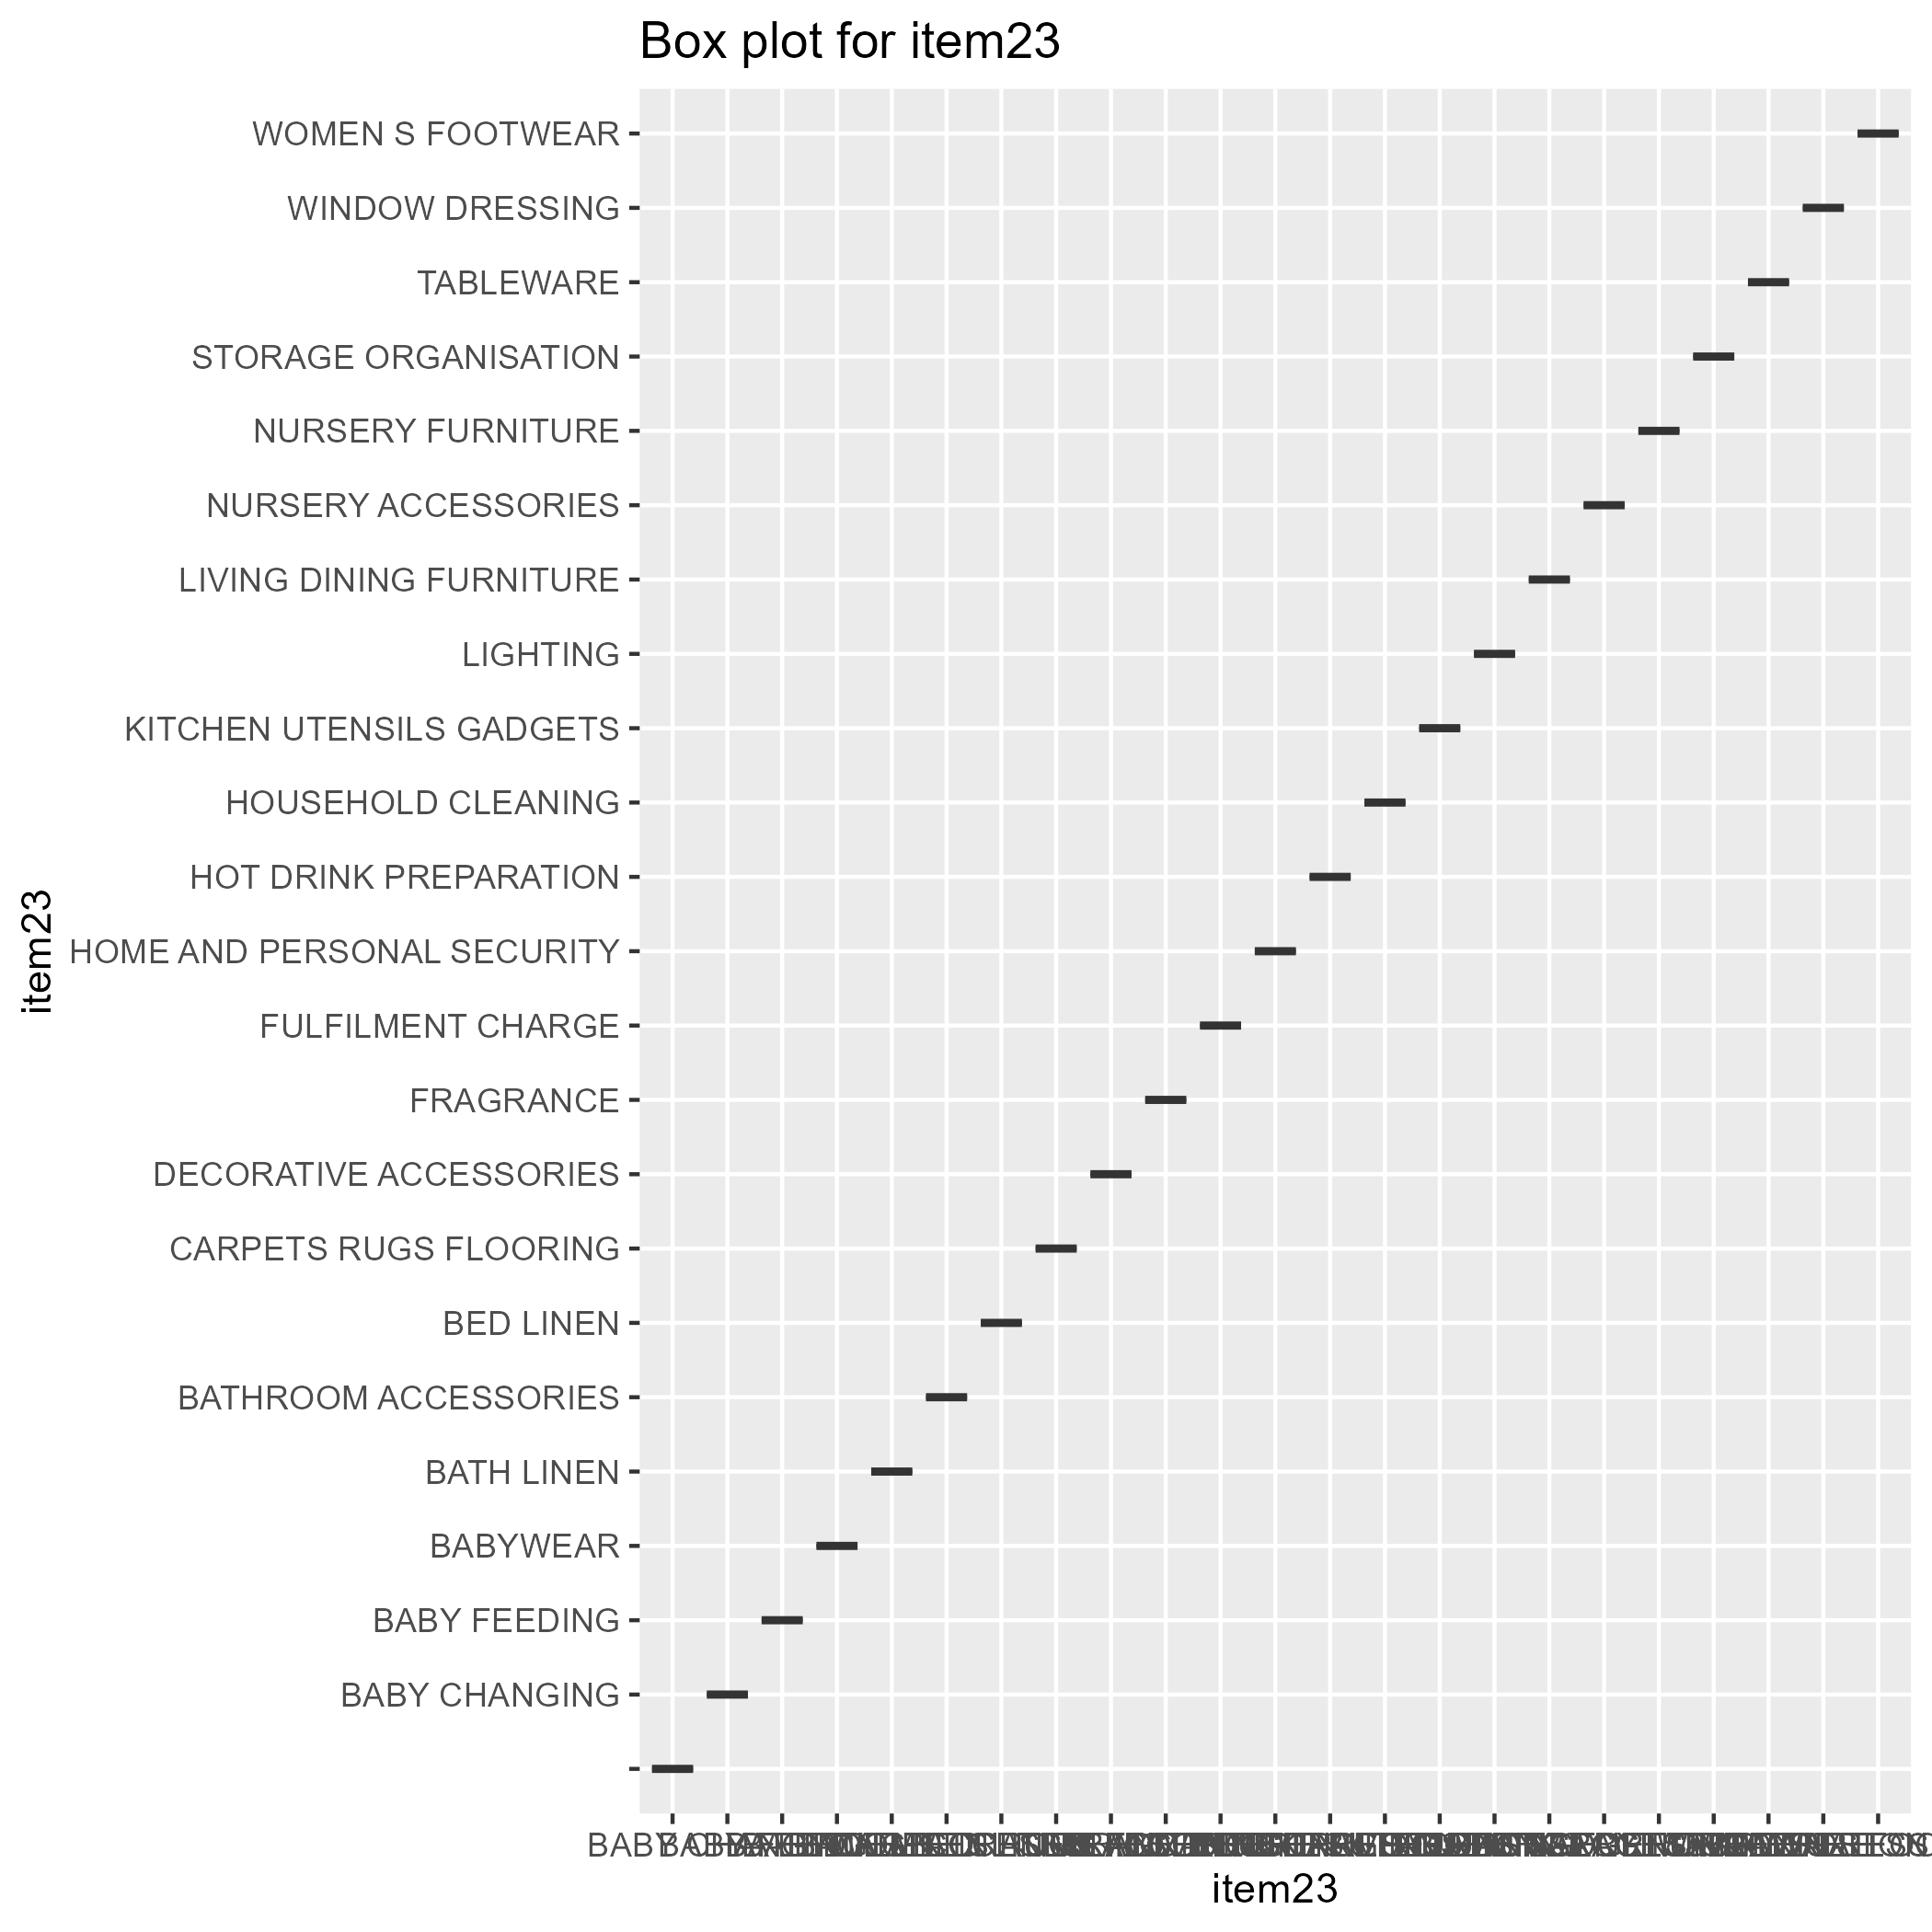 Box plot for item23
WOMEN S FOOTWEAR
WINDOW DRESSING
TABLEWARE
STORAGE ORGANISATION
NURSERY FURNITURE
NURSERY ACCESSORIES
LIVING DINING FURNITURE
LIGHTING
KITCHEN UTENSILS GADGETS
HOUSEHOLD CLEANING
HOT DRINK PREPARATION
HOME AND PERSONAL SECURITY
FULFILMENT CHARGE
FRAGRANCE
DECORATIVE ACCESSORIES
CARPETS RUGS FLOORING
BED LINEN
BATHROOM ACCESSORIES
BATH LINEN
BABYWEAR
BABY FEEDING
BABY CHANGING
item23
item23